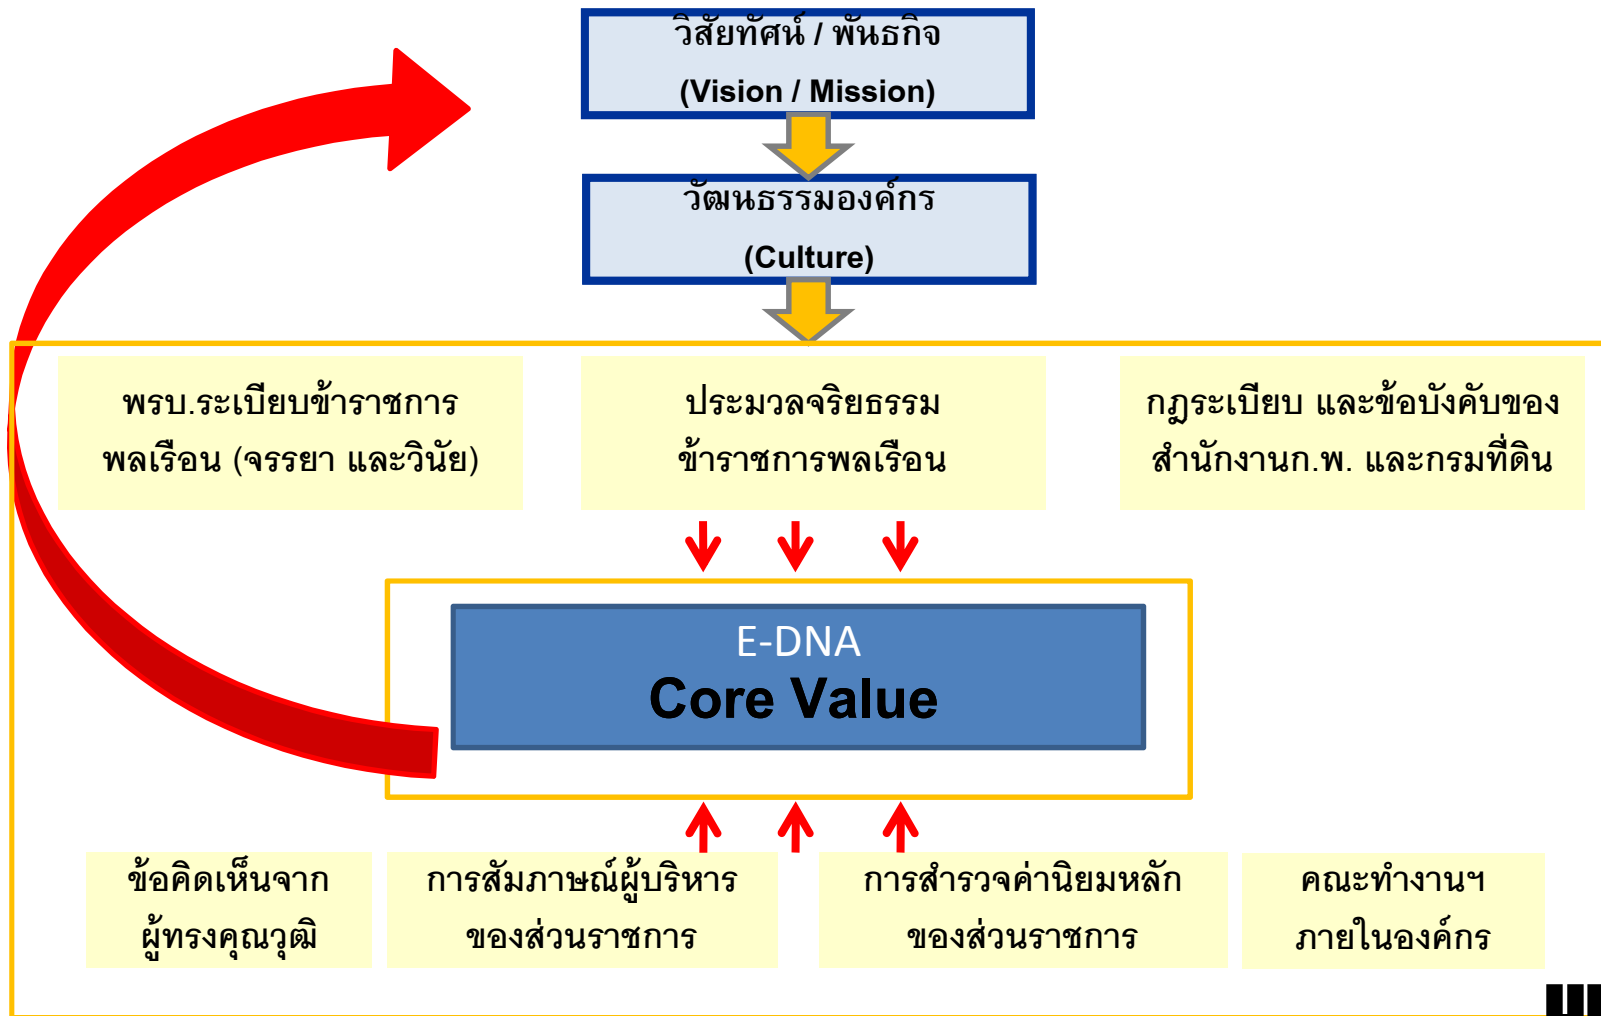 วิสัยทัศน์ / พันธกิจ
(Vision / Mission)
วัฒนธรรมองค์กร
(Culture)
พรบ.ระเบียบข้าราชการ
พลเรือน (จรรยา และวินัย)
ประมวลจริยธรรม
ข้าราชการพลเรือน
กฎระเบียบ และข้อบังคับของ
สำนักงานก.พ. และกรมที่ดิน
E-DNA
Core Value
ข้อคิดเห็นจาก
ผู้ทรงคุณวุฒิ
การสัมภาษณ์ผู้บริหาร
ของส่วนราชการ
การสำรวจค่านิยมหลัก
ของส่วนราชการ
คณะทำงานฯ
ภายในองค์กร